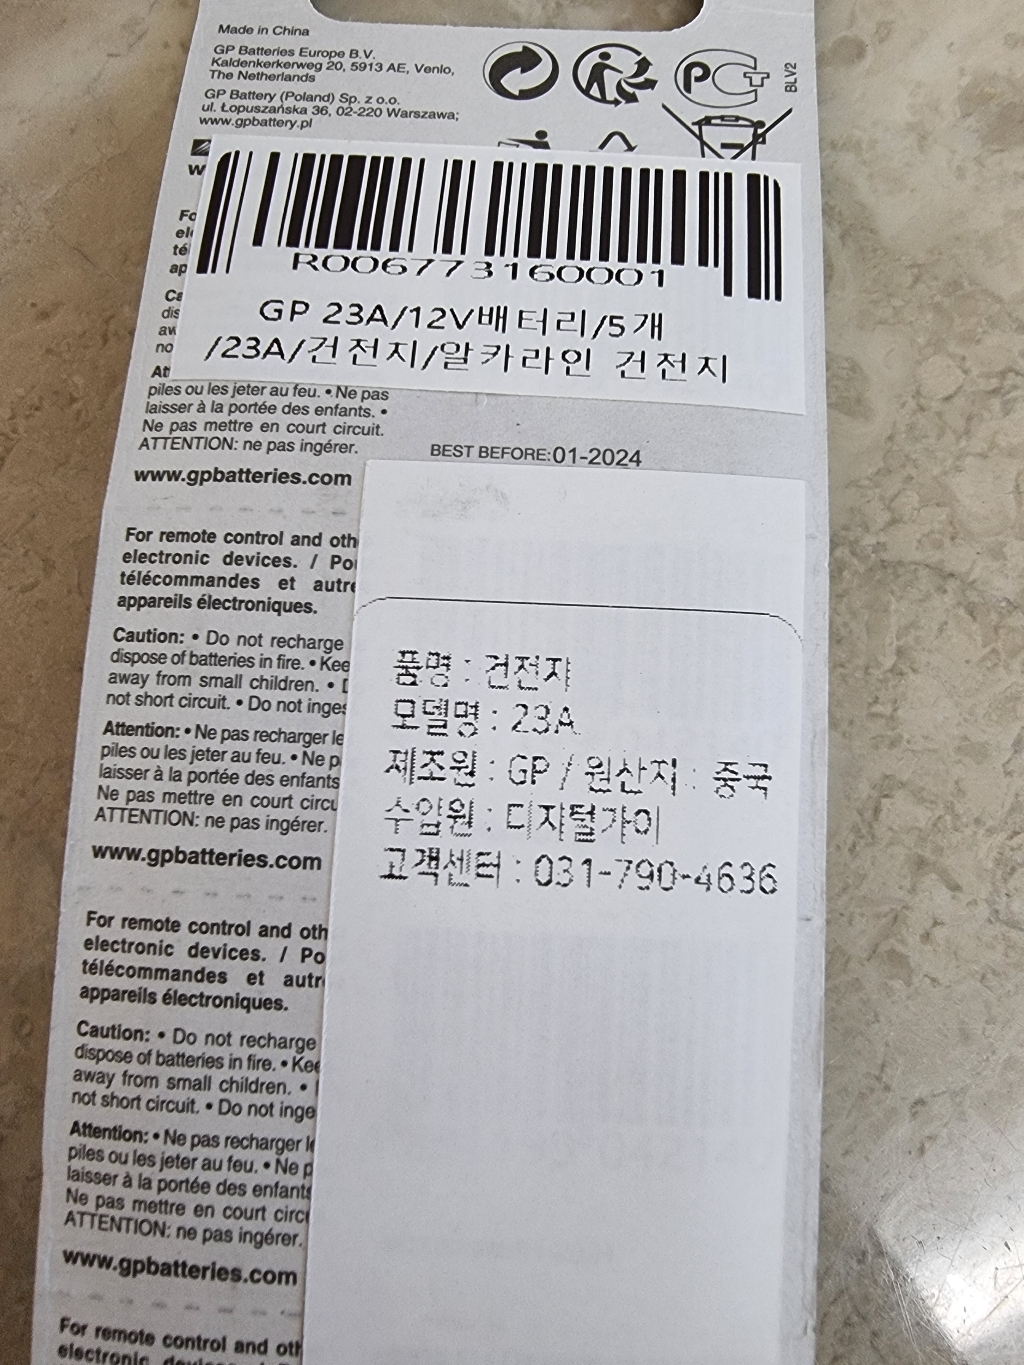 Made in China
GP Batteries Europe B.V.
Kaldenkerkerweg 20, 5913 AE, Venlo,
The Netherlands
GP Battery (Poland) Sp. z o.o.
ul. Łopuszańska 36, 02-220 Warszawa;
www.gpbattery.pl
PCT
BLV2
R006773160001
GP 23A/12V배터리/5개
/23A/건전지/알카라인 건전지
piles ou les jeter au feu. • Ne pas
laisser à la portée des enfants. •
Ne pas mettre en court circuit.
ATTENTION: ne pas ingérer.
BEST BEFORE:01-2024
www.gpbatteries.com
For remote control and oth
electronic devices. / Po
télécommandes et autre
appareils électroniques.
Caution: • Do not recharge
dispose of batteries in fire. • Kee
away from small children. •
not short circuit. • Do not inges
Attention: • Ne pas recharger le
piles ou les jeter au feu. • Ne p
laisser à la portée des enfants
Ne pas mettre en court circu
ATTENTION: ne pas ingérer.
www.gpbatteries.com
품명 : 건전지
모델명 : 23A
제조원 : GP / 원산지 : 중국
수입원 : 디지털가이
고객센터 : 031-790-4636
For remote control and oth
electronic devices. / Po
télécommandes et autr
appareils électroniques.
Caution: • Do not recharge
dispose of batteries in fire. • Kee
away from small children. •
not short circuit. • Do not inge
Attention: • Ne pas recharger le
piles ou les jeter au feu. • Ne p
laisser à la portée des enfants
Ne pas mettre en court circ
ATTENTION: ne pas ingérer.
www.gpbatteries.com
For remote control and oth